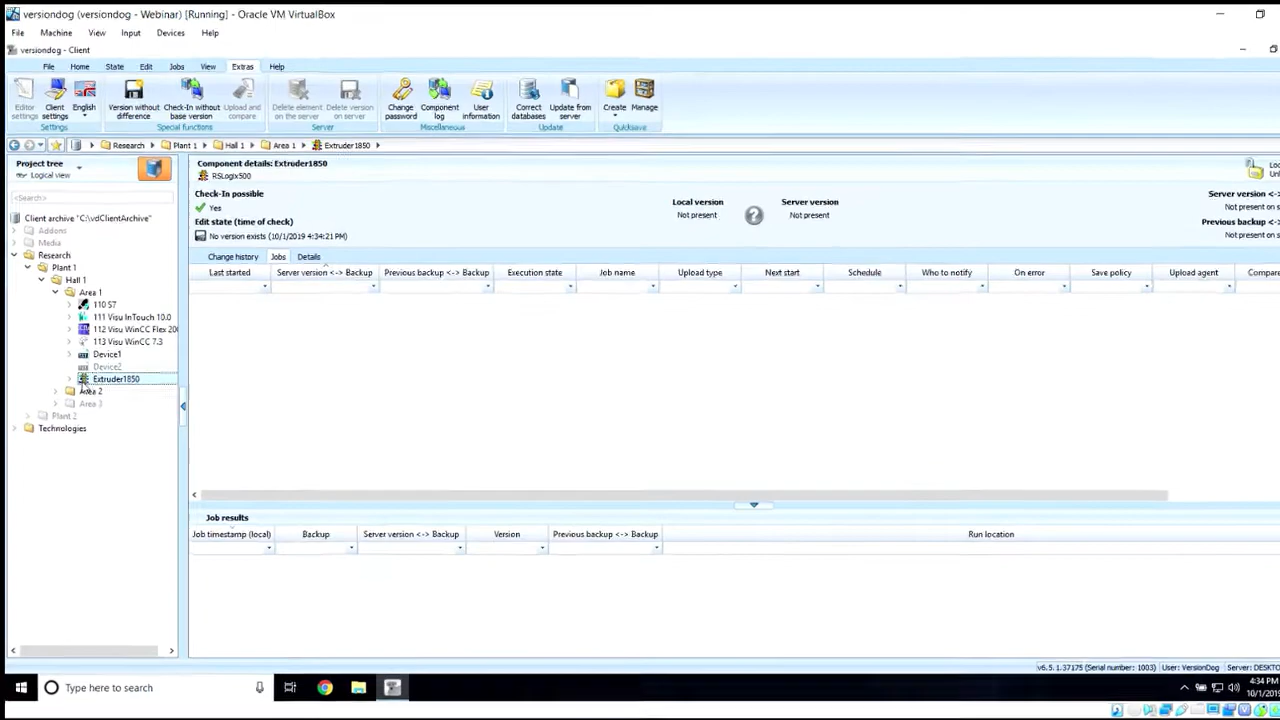 versiondog (versiondog - Webinar) [Running] - Oracle VM VirtualBox
File Machine View Input Devices Help
versiondog - Client
File Home State Edit Jobs View Extras Help
Editor settings Client settings English Version without difference Check-In without base version Upload and compare Delete element on the server Delete version on server Change password Component log User information Correct databases Update from server Create Manage
Settings Special functions Server Miscellaneous Update Quicksave
Research Plant 1 Hall 1 Area 1 Extruder1850
Project tree
Logical view
<Search>
Client archive "C:\vdClientArchive"
Addons
Media
Research
Plant 1
Hall 1
Area 1
110 S7
111 Visu InTouch 10.0
112 Visu WinCC Flex 200
113 Visu WinCC 7.3
Device1
Device2
Extruder1850
Area 2
Area 3
Plant 2
Technologies
Component details: Extruder1850
RSLogix500
Check-In possible
Yes
Edit state (time of check)
No version exists (10/1/2019 4:34:21 PM)
Local version Server version
Not present Not present
Server version <-
Not present on s
Previous backup <-
Not present on
Change history Jobs Details
Last started Server version <-> Backup Previous backup <-> Backup Execution state Job name Upload type Next start Schedule Who to notify On error Save policy Upload agent Compare
Job results
Job timestamp (local) Backup Server version <-> Backup Version Previous backup <-> Backup Run location
v6.5.1.37175 (Serial number: 1003) User: VersionDog Server: DESKTO
Type here to search
4:34 PM
10/1/2019